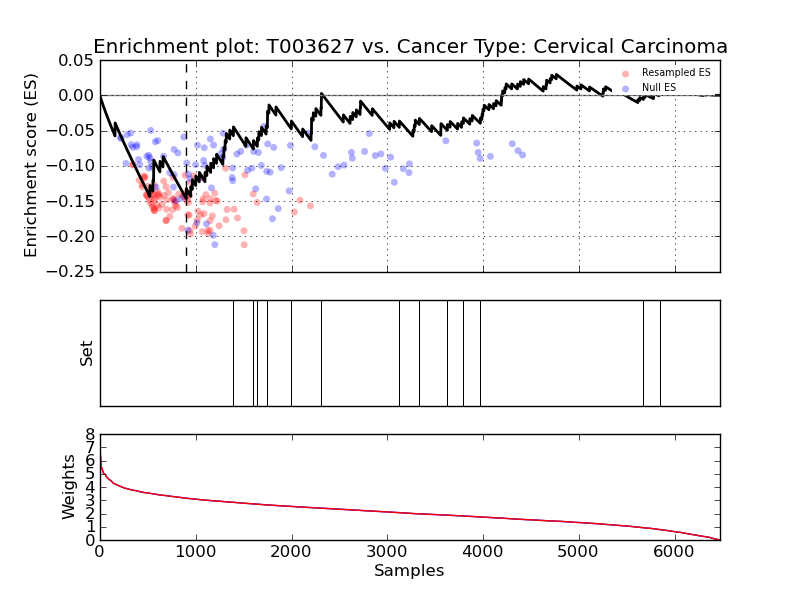 Enrichment plot: T003627 vs. Cancer Type: Cervical Carcinoma
0.05
0.00
−0.05
−0.10
−0.15
−0.20
−0.25
Enrichment score (ES)
Resampled ES
Null ES
Set
8
7
6
5
4
3
2
1
0
Weights
0 1000 2000 3000 4000 5000 6000
Samples